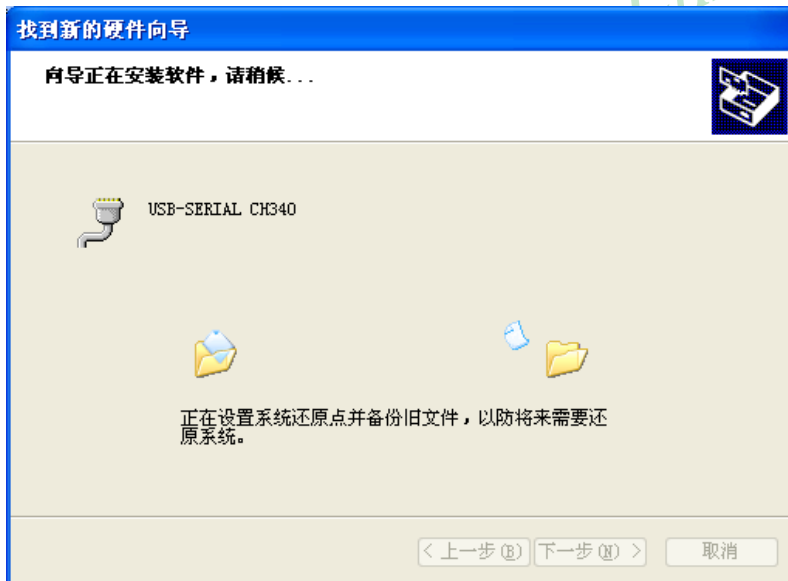 找到新的硬件向导
向导正在安装软件，请稍候...
USB-SERIAL CH340
正在设置系统还原点并备份旧文件，以防将来需要还
原系统。
< 上一步(B) 下一步(N) > 取消